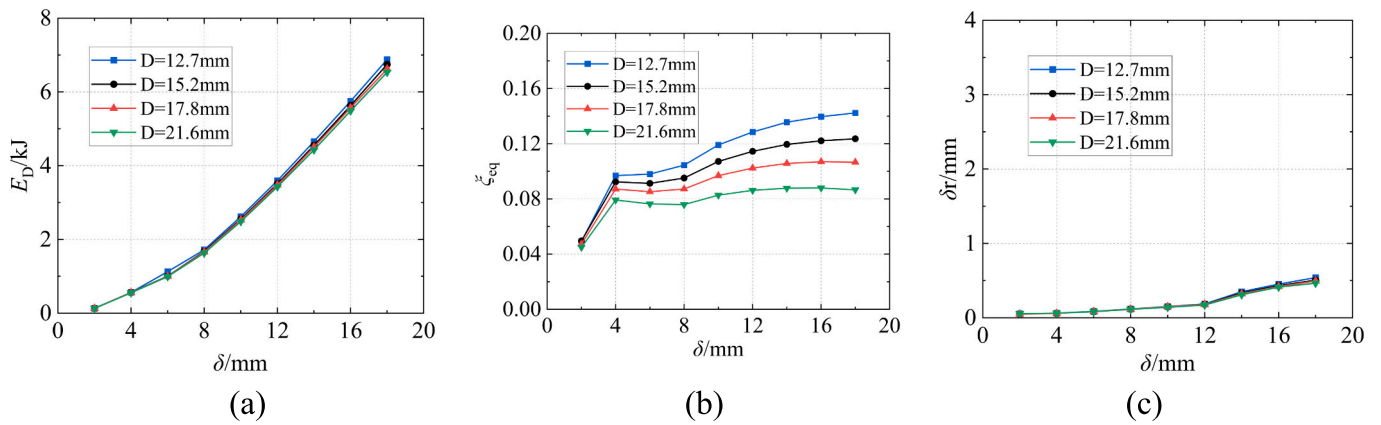 8
6
4
2
0
E_D/kJ
D=12.7mm
D=15.2mm
D=17.8mm
D=21.6mm
0 4 8 12 16 20
δ/mm
(a)
0.20
0.16
0.12
0.08
0.04
0.00
ξ_eq
D=12.7mm
D=15.2mm
D=17.8mm
D=21.6mm
0 4 8 12 16 20
δ/mm
(b)
4
3
2
1
0
δr/mm
D=12.7mm
D=15.2mm
D=17.8mm
D=21.6mm
0 4 8 12 16 20
δ/mm
(c)